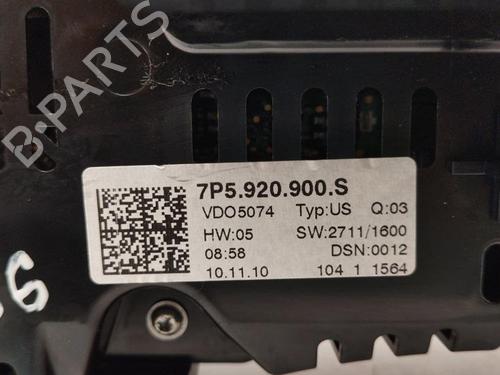 B-PARTS
7P5.920.900.S
VDO5074 Typ:US Q:03
HW:05 SW:2711/1600
08:58 DSN:0012
10.11.10 104 1 1564